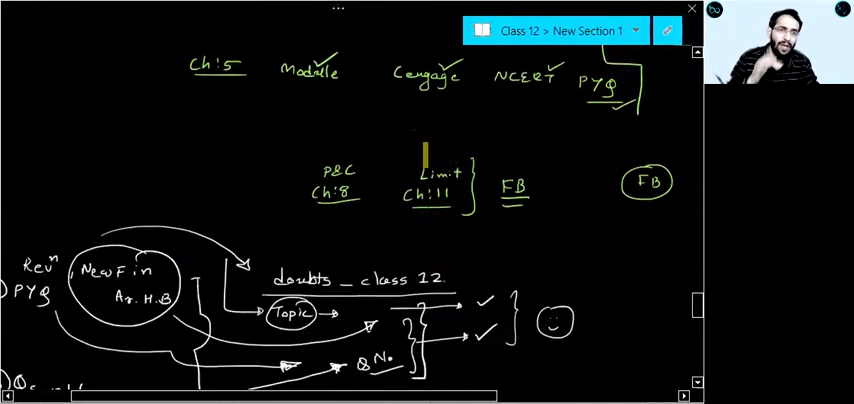 Class 12 > New Section 1
Ch:5 Module Cengage NCERT PYQ
P&C Limit
Ch:8 Ch:11 FB FB
Revn New F in
PYQ Ar. H.B
doubts _ class 12.
Topic
Q No.